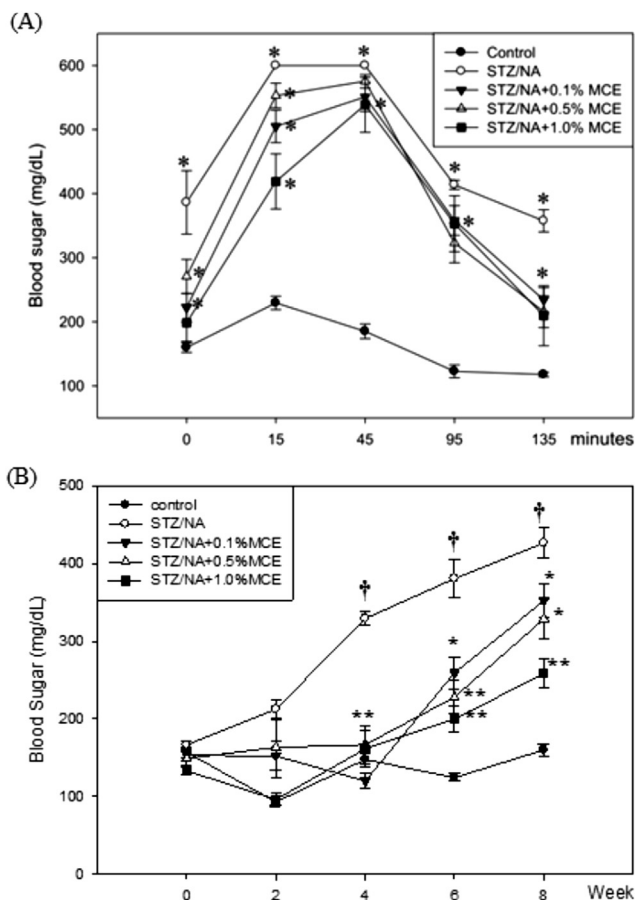 (A)
Blood sugar (mg/dL)
600
500
400
300
200
100
Control
STZ/NA
STZ/NA+0.1% MCE
STZ/NA+0.5% MCE
STZ/NA+1.0% MCE
* * * * * * * * * * * *
0 15 45 95 135 minutes
(B)
Blood Sugar (mg/dL)
500
400
300
200
100
0
control
STZ/NA
STZ/NA+0.1%MCE
STZ/NA+0.5%MCE
STZ/NA+1.0%MCE
† † †
** * ** ** * * **
0 2 4 6 8 Week